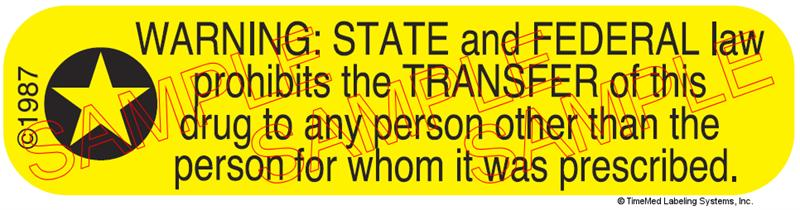 WARNING: STATE and FEDERAL law
prohibits the TRANSFER of this
drug to any person other than the
person for whom it was prescribed.
©1987
SAMPLE
SAMPLE
SAMPLE
© TimeMed Labeling Systems, Inc.